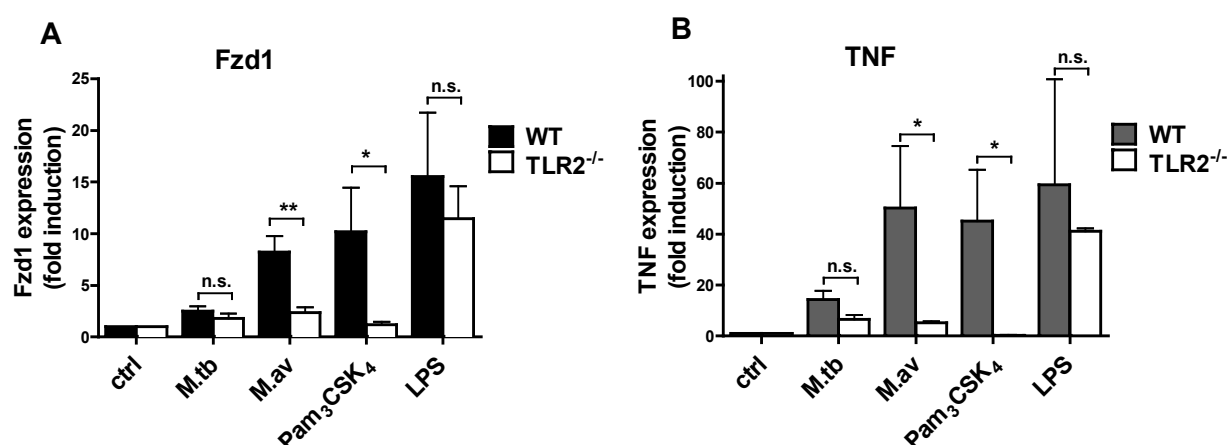 A
Fzd1
Fzd1 expression
(fold induction)
25
20
15
10
5
0
n.s.
**
*
n.s.
WT
TLR2-/-
ctrl
M.tb
M.av
Pam3CSK4
LPS
B
TNF
TNF expression
(fold induction)
100
80
60
40
20
0
n.s.
*
*
n.s.
WT
TLR2-/-
ctrl
M.tb
M.av
Pam3CSK4
LPS